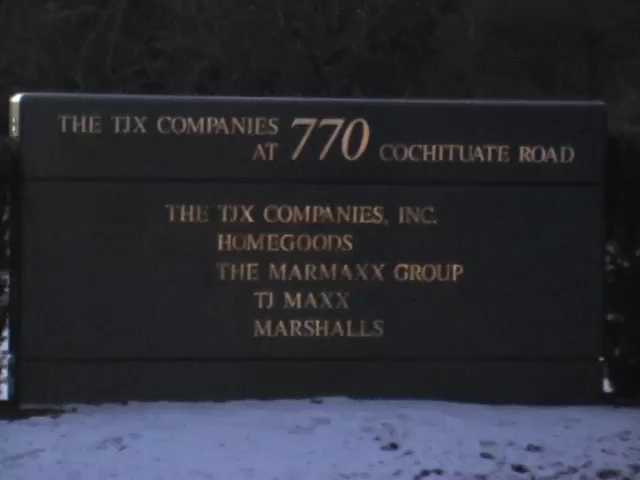 THE TJX COMPANIES
AT 770 COCHITUATE ROAD
THE TJX COMPANIES, INC.
HOMEGOODS
THE MARMAXX GROUP
TJ MAXX
MARSHALLS